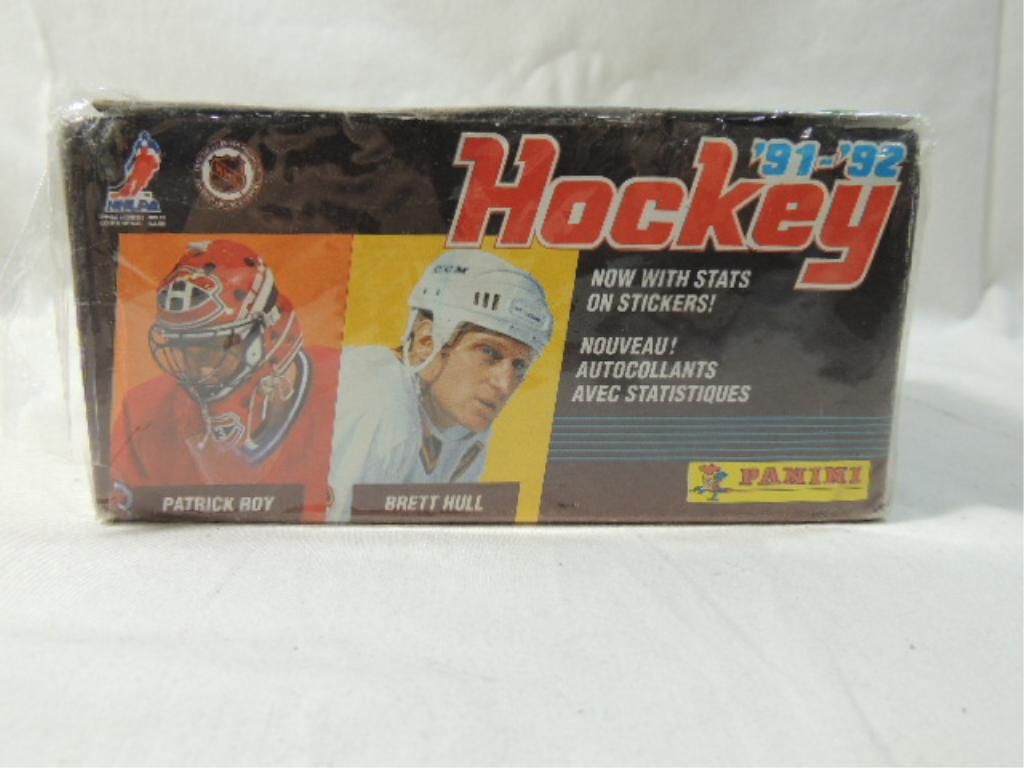 '91-'92
Hockey
NHLPA
CCM
NOW WITH STATS
ON STICKERS!
NOUVEAU!
AUTOCOLLANTS
AVEC STATISTIQUES
PANINI
PATRICK ROY
BRETT HULL